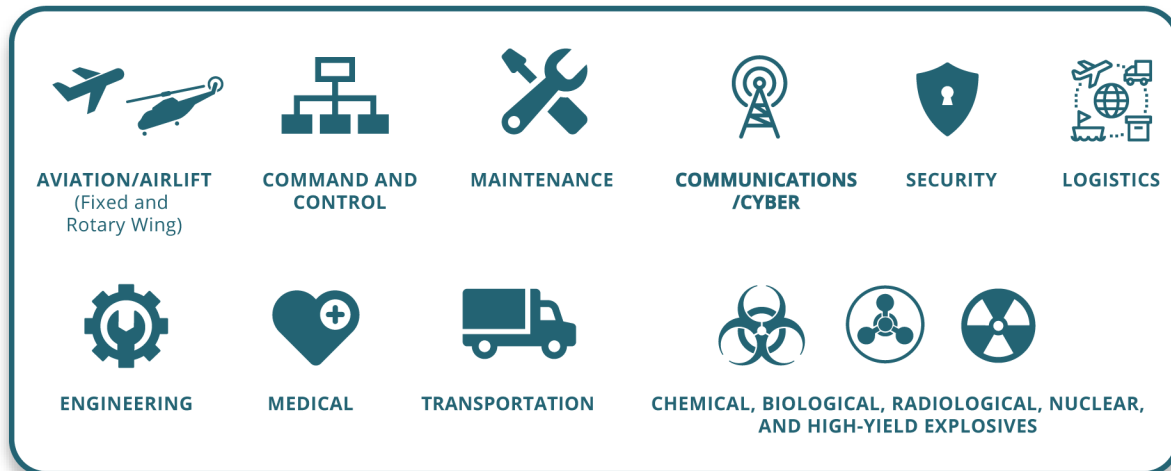 AVIATION/AIRLIFT
(Fixed and
Rotary Wing)
COMMAND AND
CONTROL
MAINTENANCE
COMMUNICATIONS
/CYBER
SECURITY
LOGISTICS
ENGINEERING
MEDICAL
TRANSPORTATION
CHEMICAL, BIOLOGICAL, RADIOLOGICAL, NUCLEAR,
AND HIGH-YIELD EXPLOSIVES